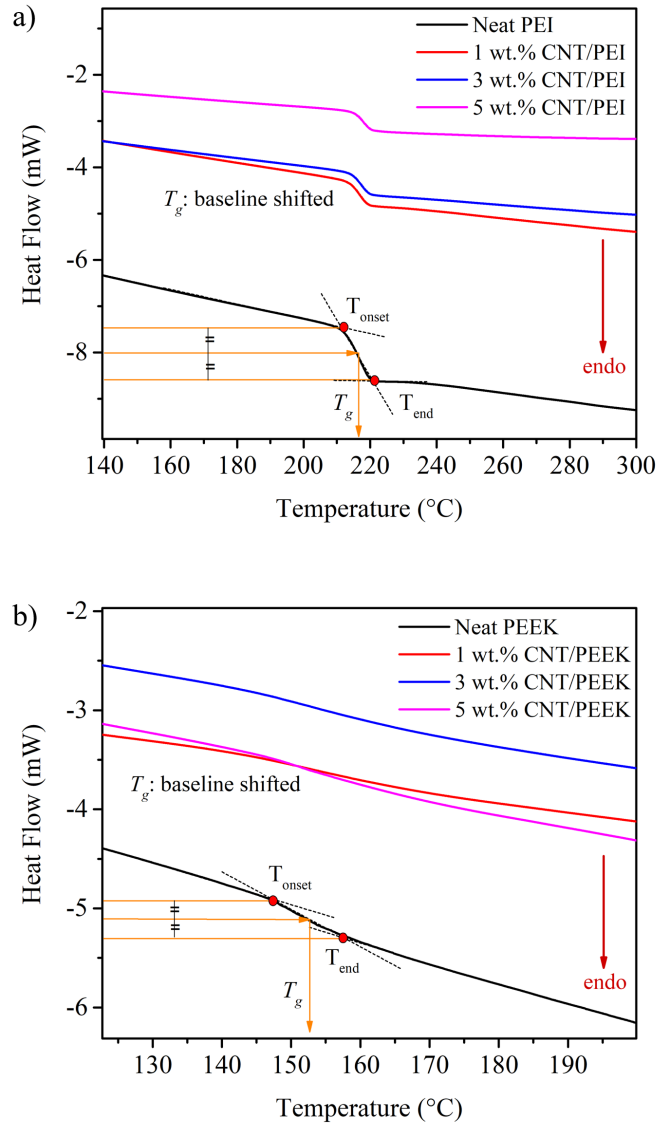 a)
Neat PEI
1 wt.% CNT/PEI
3 wt.% CNT/PEI
5 wt.% CNT/PEI
-2
-4
-6
-8
Heat Flow (mW)
Tg: baseline shifted
Tonset
=
=
Tg
Tend
endo
140 160 180 200 220 240 260 280 300
Temperature (°C)
b)
Neat PEEK
1 wt.% CNT/PEEK
3 wt.% CNT/PEEK
5 wt.% CNT/PEEK
-2
-3
-4
-5
-6
Heat Flow (mW)
Tg: baseline shifted
Tonset
=
=
Tg
Tend
endo
130 140 150 160 170 180 190
Temperature (°C)